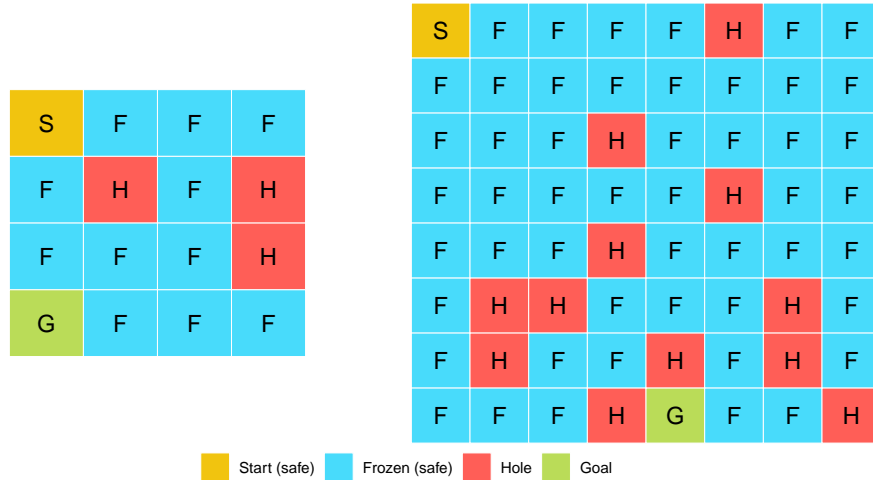 S F F F
F H F H
F F F H
G F F F
S F F F F H F F
F F F F F F F F
F F F H F F F F
F F F F F H F F
F F F H F F F F
F H H F F F H F
F H F F H F H F
F F F H G F F H
Start (safe) Frozen (safe) Hole Goal